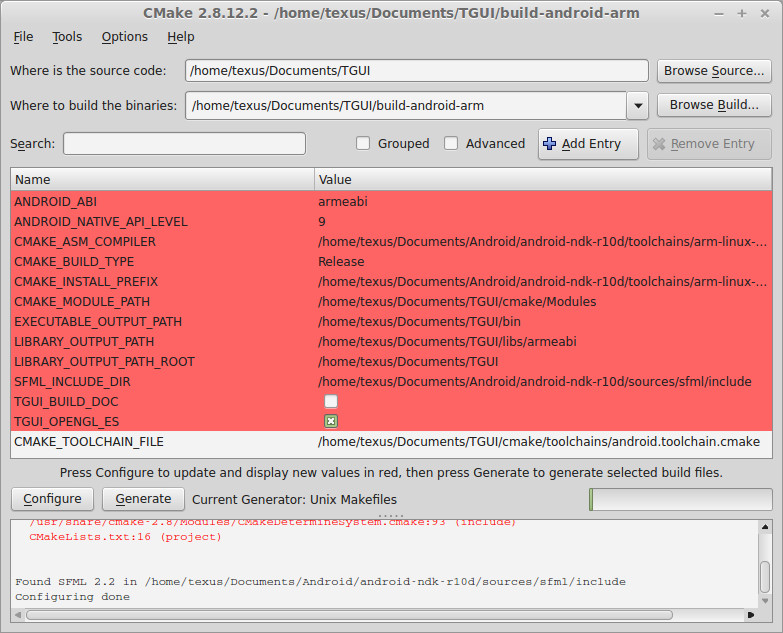 CMake 2.8.12.2 - /home/texus/Documents/TGUI/build-android-arm
File Tools Options Help
Where is the source code: /home/texus/Documents/TGUI Browse Source...
Where to build the binaries: /home/texus/Documents/TGUI/build-android-arm Browse Build...
Search: Grouped Advanced Add Entry Remove Entry
Name Value
ANDROID_ABI armeabi
ANDROID_NATIVE_API_LEVEL 9
CMAKE_ASM_COMPILER /home/texus/Documents/Android/android-ndk-r10d/toolchains/arm-linux-...
CMAKE_BUILD_TYPE Release
CMAKE_INSTALL_PREFIX /home/texus/Documents/Android/android-ndk-r10d/toolchains/arm-linux-...
CMAKE_MODULE_PATH /home/texus/Documents/TGUI/cmake/Modules
EXECUTABLE_OUTPUT_PATH /home/texus/Documents/TGUI/bin
LIBRARY_OUTPUT_PATH /home/texus/Documents/TGUI/libs/armeabi
LIBRARY_OUTPUT_PATH_ROOT /home/texus/Documents/TGUI
SFML_INCLUDE_DIR /home/texus/Documents/Android/android-ndk-r10d/sources/sfml/include
TGUI_BUILD_DOC
TGUI_OPENGL_ES
CMAKE_TOOLCHAIN_FILE /home/texus/Documents/TGUI/cmake/toolchains/android.toolchain.cmake
Press Configure to update and display new values in red, then press Generate to generate selected build files.
Configure Generate Current Generator: Unix Makefiles
/usr/share/cmake-2.8/Modules/CMakeDetermineSystem.cmake:93 (include)
CMakeLists.txt:16 (project)
Found SFML 2.2 in /home/texus/Documents/Android/android-ndk-r10d/sources/sfml/include
Configuring done